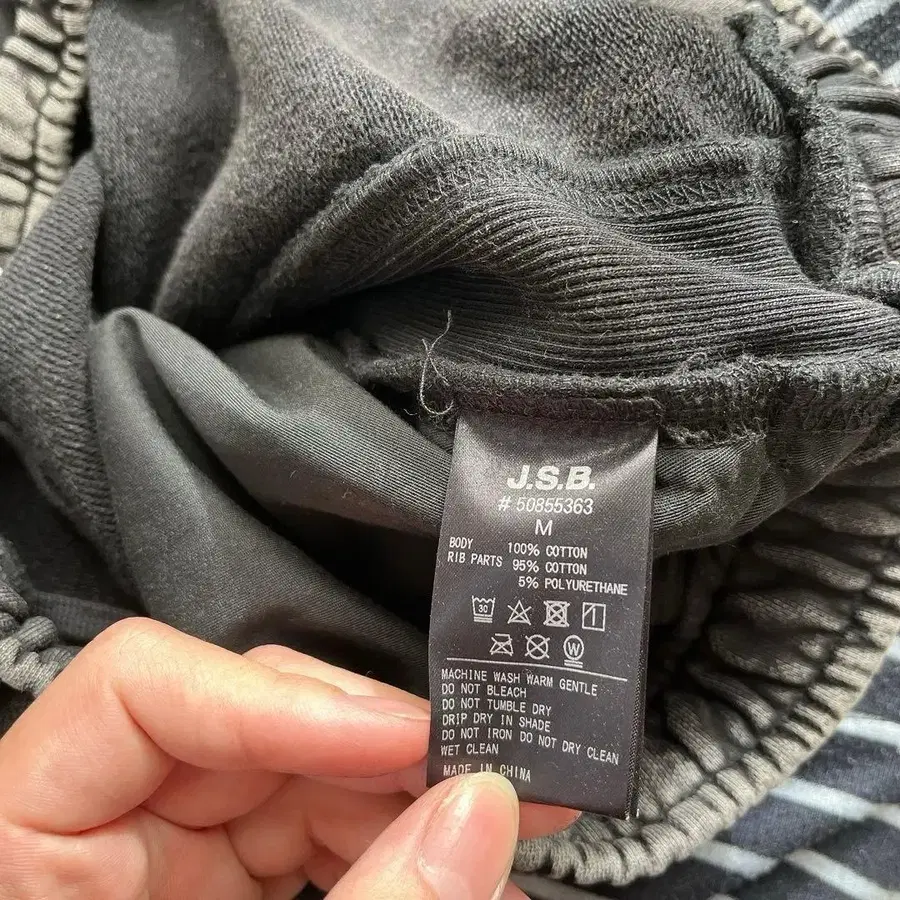 J.S.B.
# 50855363
M
BODY 100% COTTON
RIB PARTS 95% COTTON
5% POLYURETHANE
30
W
MACHINE WASH WARM GENTLE
DO NOT BLEACH
DO NOT TUMBLE DRY
DRIP DRY IN SHADE
DO NOT IRON DO NOT DRY CLEAN
WET CLEAN
MADE IN CHINA